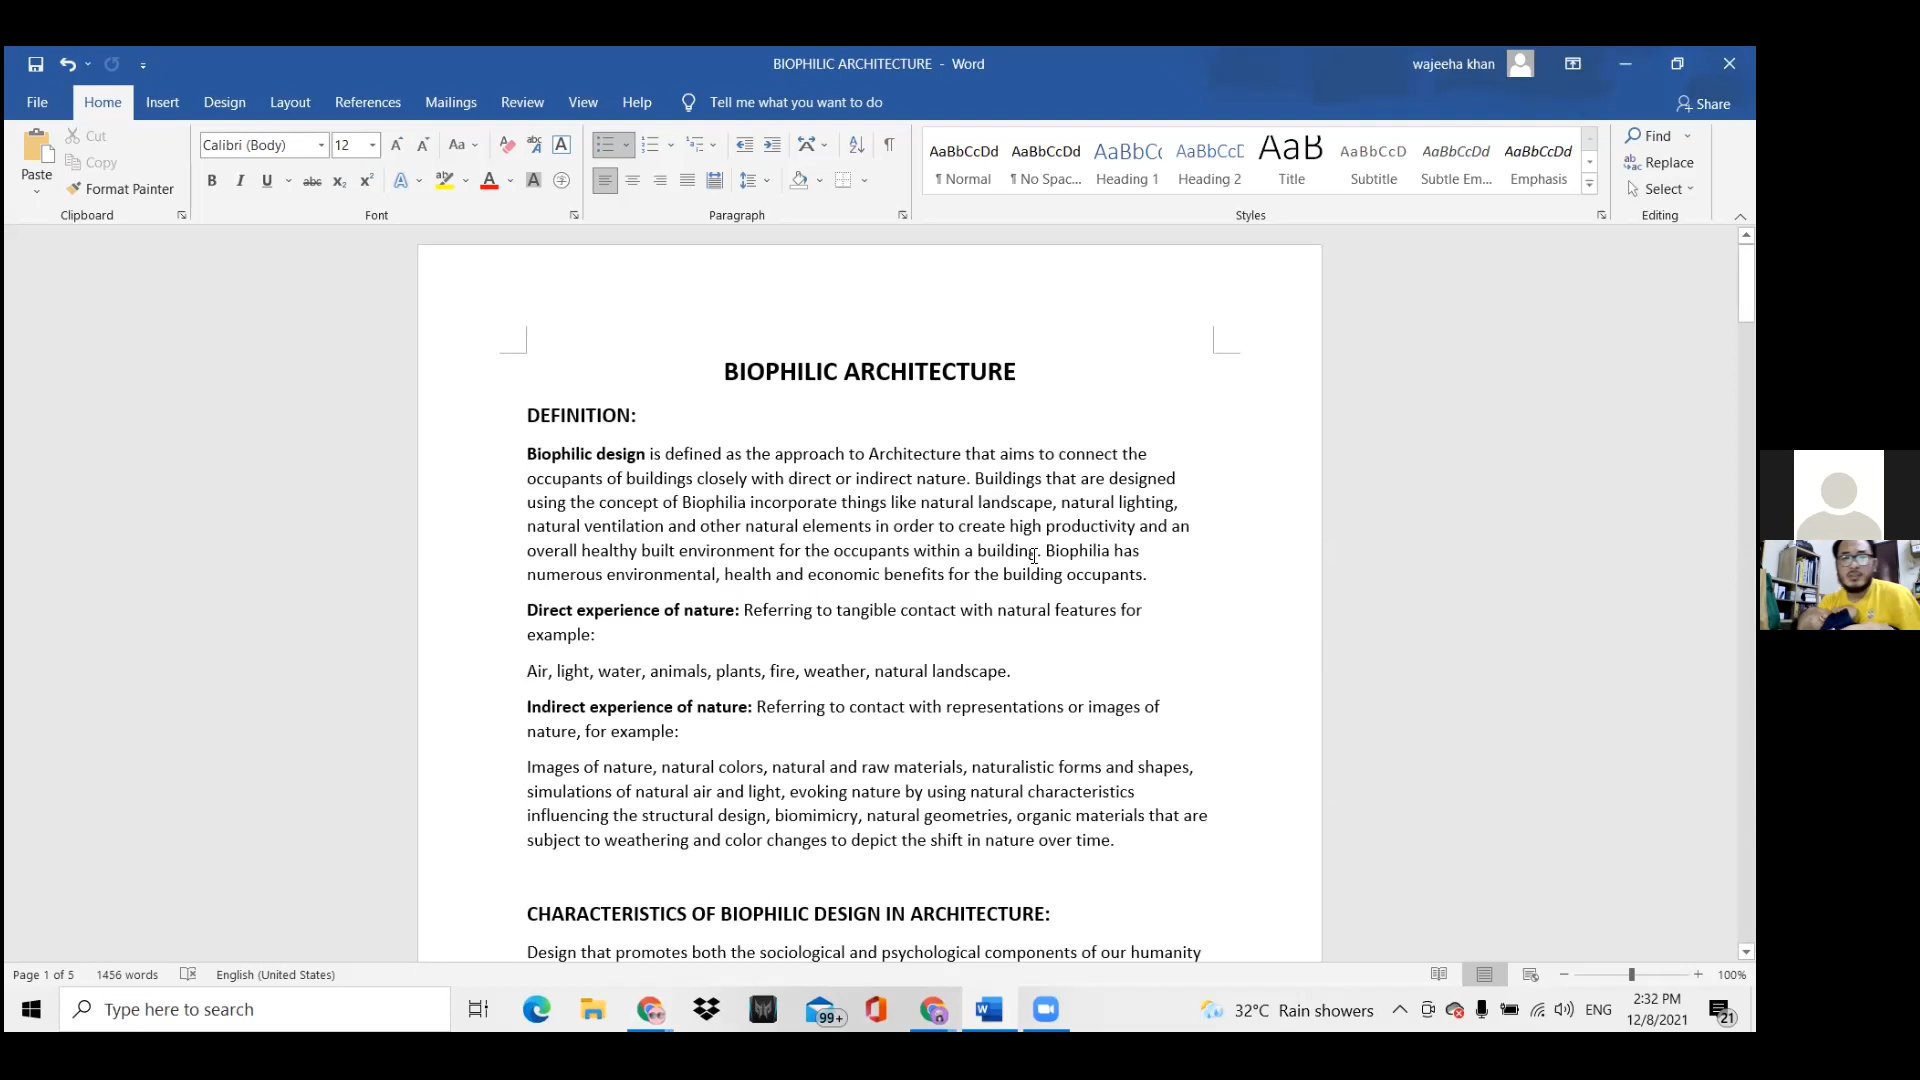 BIOPHILIC ARCHITECTURE - Word
wajeeha khan
File Home Insert Design Layout References Mailings Review View Help Tell me what you want to do
Share
Paste
Cut
Copy
Format Painter
Clipboard
Calibri (Body) 12
Font
Paragraph
AaBbCcDd AaBbCcDd AaBbCc AaBbCcD AaB AaBbCcD AaBbCcDd AaBbCcDd
¶ Normal ¶ No Spac... Heading 1 Heading 2 Title Subtitle Subtle Em... Emphasis
Styles
Find
Replace
Select
Editing
BIOPHILIC ARCHITECTURE
DEFINITION:
Biophilic design is defined as the approach to Architecture that aims to connect the
occupants of buildings closely with direct or indirect nature. Buildings that are designed
using the concept of Biophilia incorporate things like natural landscape, natural lighting,
natural ventilation and other natural elements in order to create high productivity and an
overall healthy built environment for the occupants within a building. Biophilia has
numerous environmental, health and economic benefits for the building occupants.
Direct experience of nature: Referring to tangible contact with natural features for
example:
Air, light, water, animals, plants, fire, weather, natural landscape.
Indirect experience of nature: Referring to contact with representations or images of
nature, for example:
Images of nature, natural colors, natural and raw materials, naturalistic forms and shapes,
simulations of natural air and light, evoking nature by using natural characteristics
influencing the structural design, biomimicry, natural geometries, organic materials that are
subject to weathering and color changes to depict the shift in nature over time.
CHARACTERISTICS OF BIOPHILIC DESIGN IN ARCHITECTURE:
Design that promotes both the sociological and psychological components of our humanity
Page 1 of 5 1456 words English (United States) 100%
Type here to search
99+
32°C Rain showers
ENG
2:32 PM
12/8/2021
21